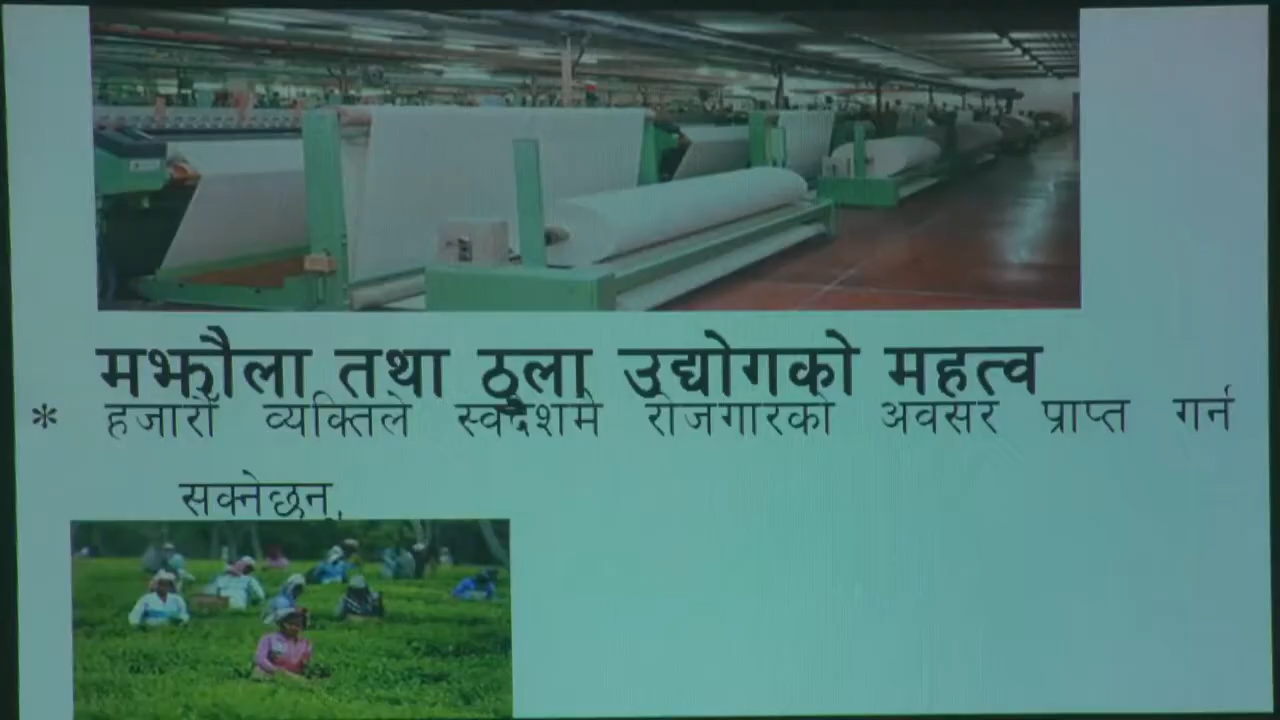 मझौला तथा ठुला उद्योगको महत्व
* हजारौं व्यक्तिले स्वदेशमै रोजगारको अवसर प्राप्त गर्न
सक्नेछन्,